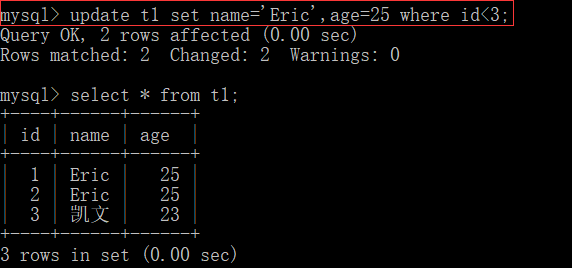 mysql> update t1 set name='Eric',age=25 where id<3;
Query OK, 2 rows affected (0.00 sec)
Rows matched: 2  Changed: 2  Warnings: 0
mysql> select * from t1;
+----+------+------+
| id | name | age  |
+----+------+------+
|  1 | Eric |   25 |
|  2 | Eric |   25 |
|  3 | 凯文 |   23 |
+----+------+------+
3 rows in set (0.00 sec)